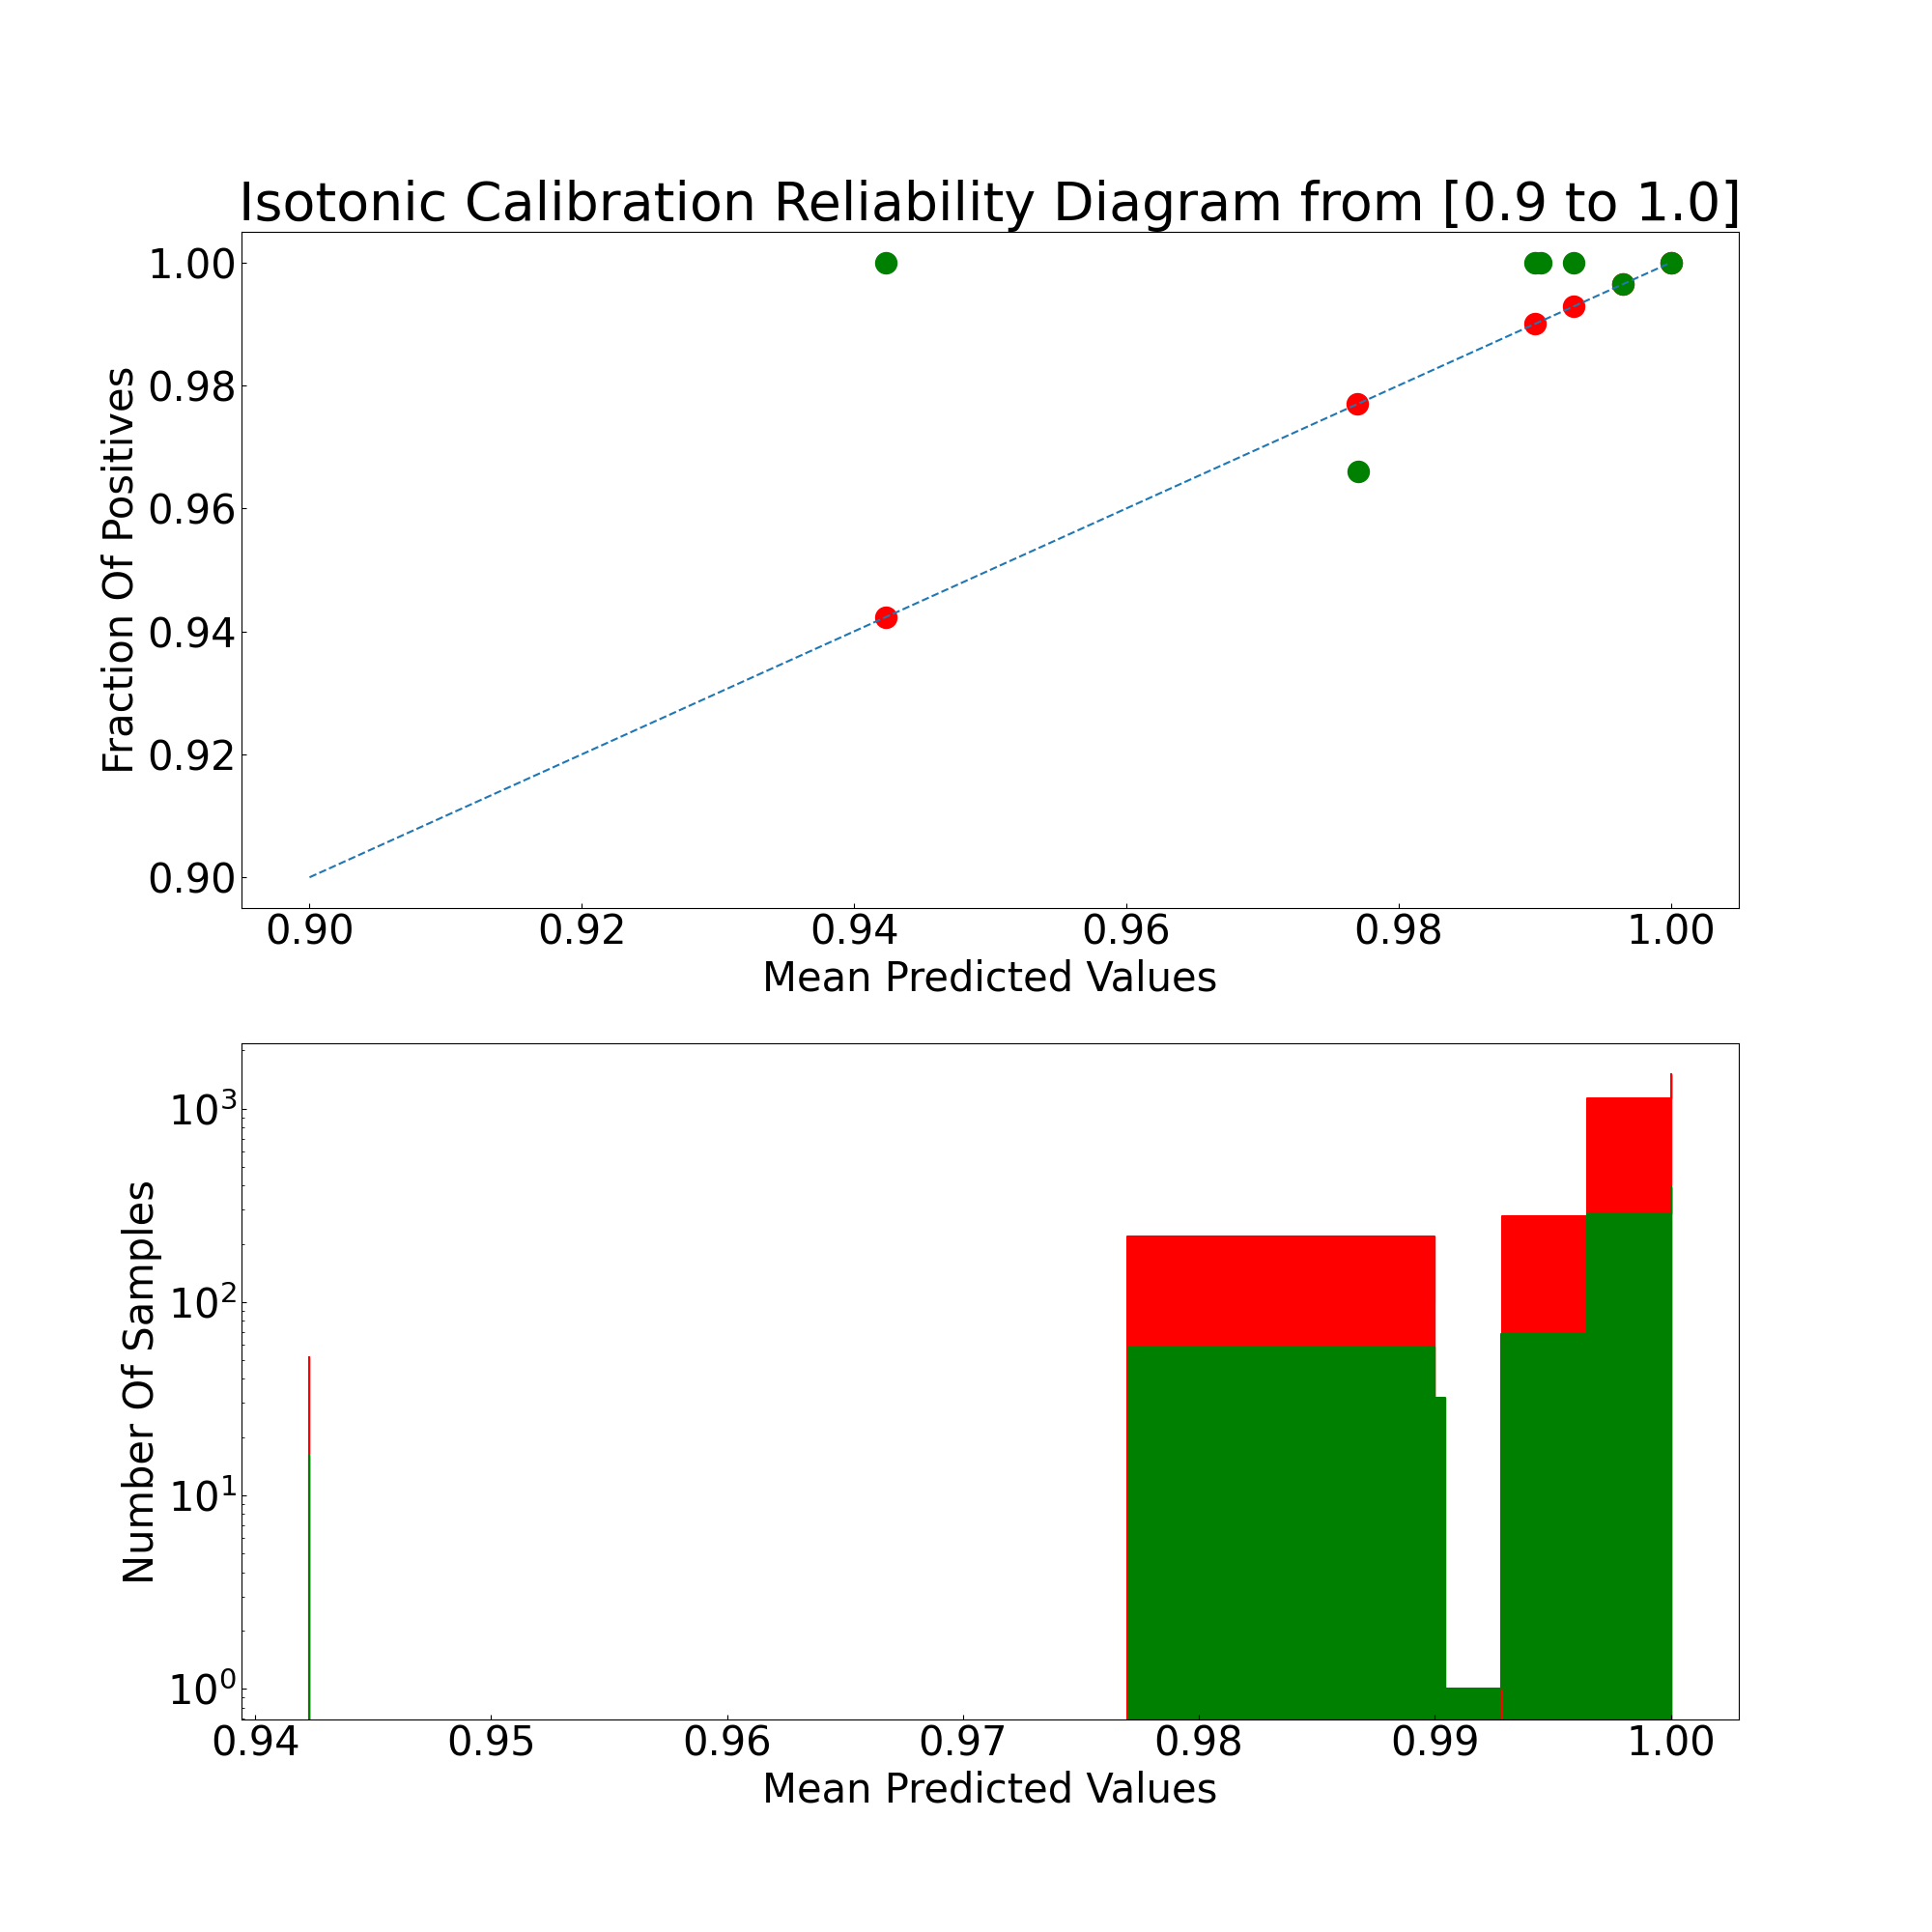 Isotonic Calibration Reliability Diagram from [0.9 to 1.0]
1.00
0.98
0.96
0.94
0.92
0.90
Fraction Of Positives
0.90 0.92 0.94 0.96 0.98 1.00
Mean Predicted Values
10³
10²
10¹
10⁰
Number Of Samples
0.94 0.95 0.96 0.97 0.98 0.99 1.00
Mean Predicted Values